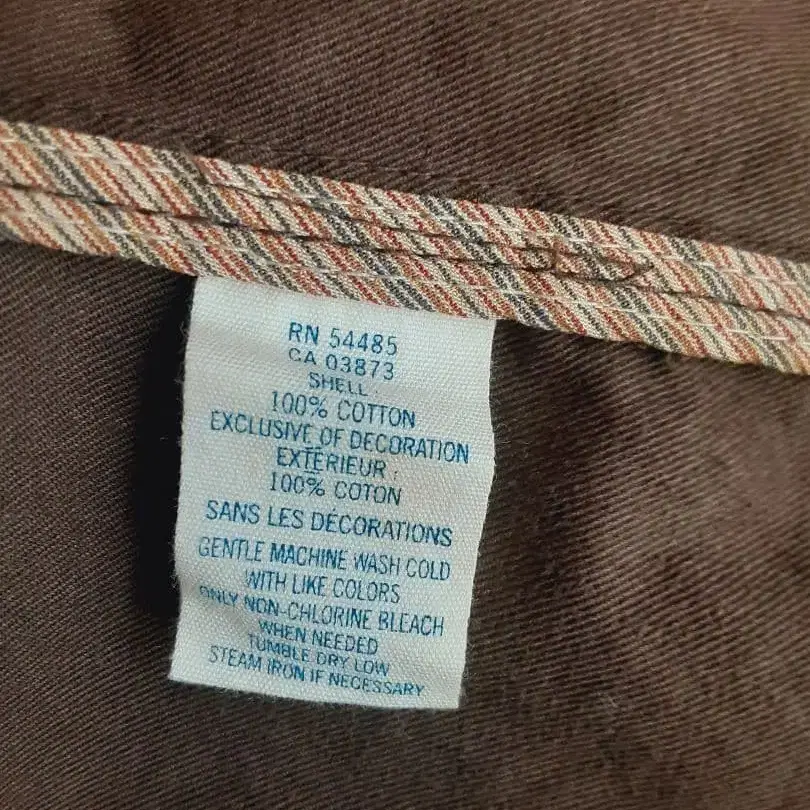 RN 54485
CA 03873
SHELL :
100% COTTON
EXCLUSIVE OF DECORATION
EXTÉRIEUR :
100% COTON
SANS LES DÉCORATIONS
GENTLE MACHINE WASH COLD
WITH LIKE COLORS
ONLY NON-CHLORINE BLEACH
WHEN NEEDED
TUMBLE DRY LOW
STEAM IRON IF NECESSARY